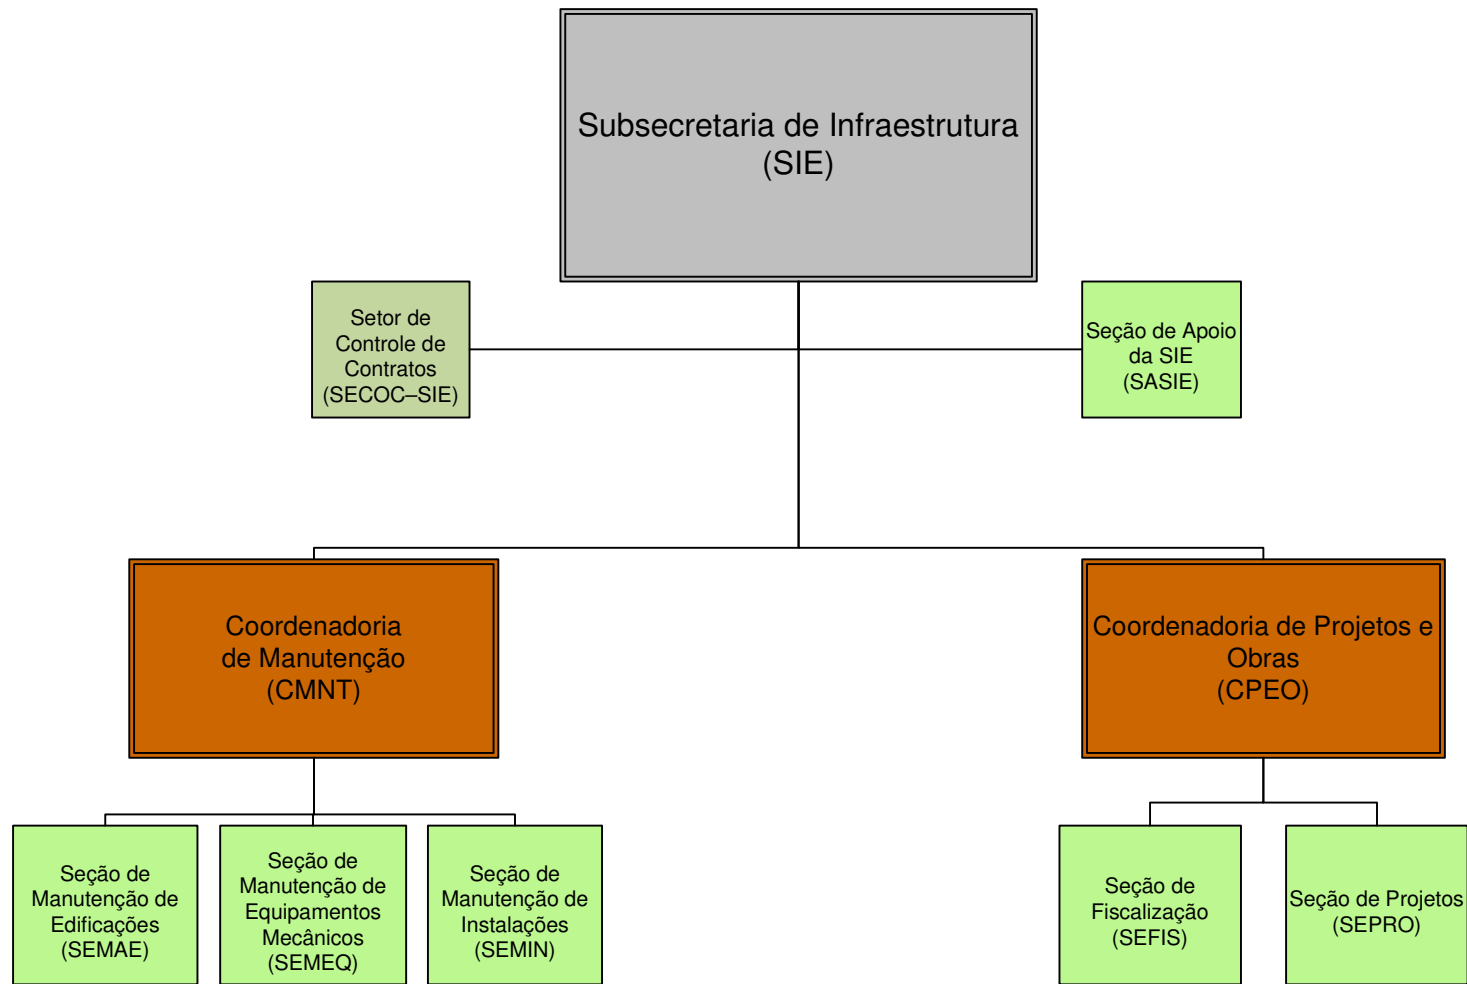 Subsecretaria de Infraestrutura
(SIE)
Setor de
Controle de
Contratos
(SECOC–SIE)
Seção de Apoio
da SIE
(SASIE)
Coordenadoria
de Manutenção
(CMNT)
Coordenadoria de Projetos e
Obras
(CPEO)
Seção de
Manutenção de
Edificações
(SEMAE)
Seção de
Manutenção de
Equipamentos
Mecânicos
(SEMEQ)
Seção de
Manutenção de
Instalações
(SEMIN)
Seção de
Fiscalização
(SEFIS)
Seção de Projetos
(SEPRO)